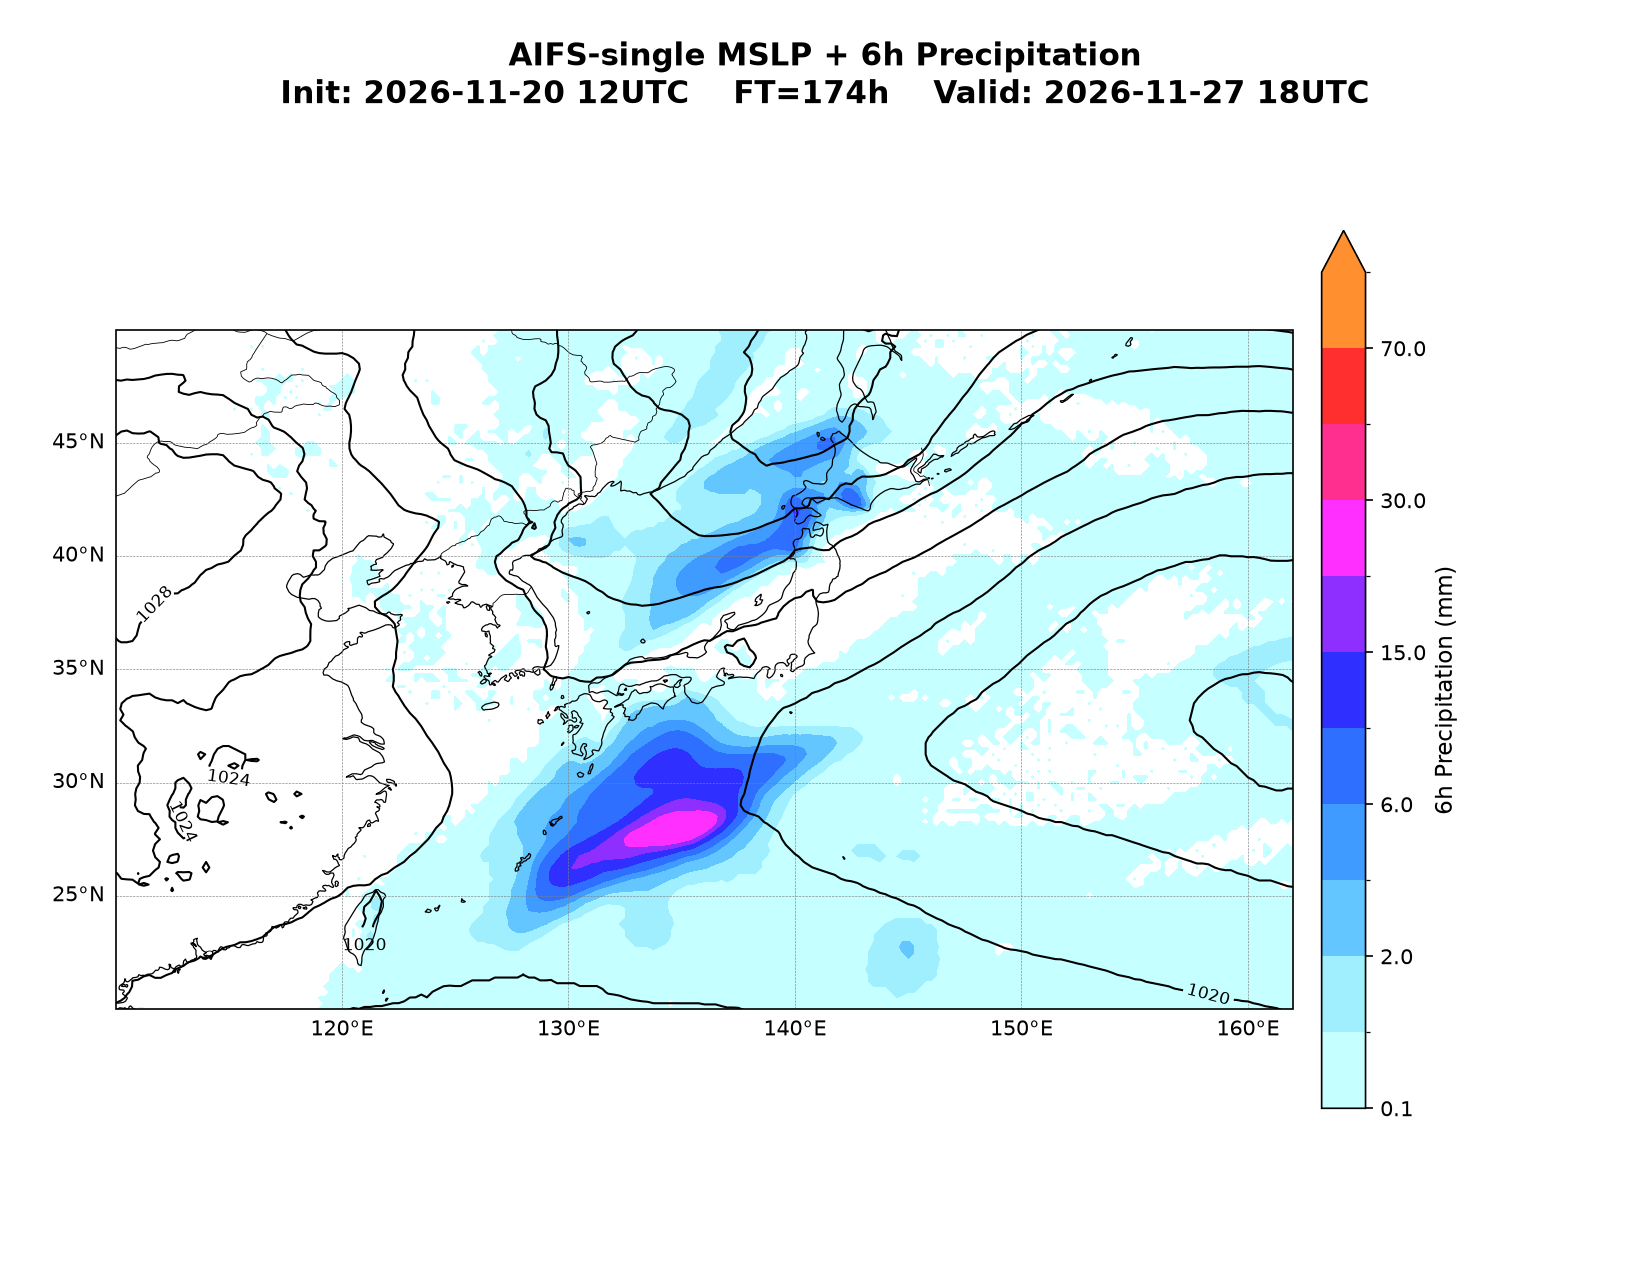 AIFS-single MSLP + 6h Precipitation
Init: 2026-11-20 12UTC    FT=174h    Valid: 2026-11-27 18UTC
70.0
30.0
15.0
6.0
2.0
0.1
6h Precipitation (mm)
45°N
40°N
35°N
30°N
25°N
1028
1024
1024
1020
1020
120°E
130°E
140°E
150°E
160°E